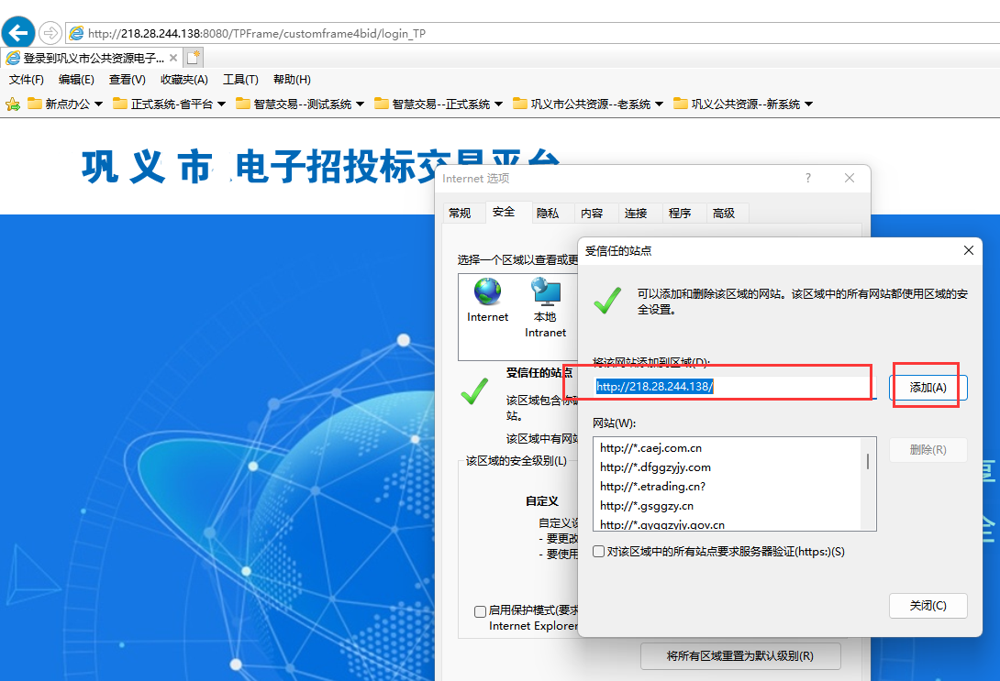 http://218.28.244.138:8080/TPFrame/customframe4bid/login_TP
登录到巩义市公共资源电子...
文件(F) 编辑(E) 查看(V) 收藏夹(A) 工具(T) 帮助(H)
新点办公 正式系统-省平台 智慧交易--测试系统 智慧交易--正式系统 巩义市公共资源--老系统 巩义公共资源--新系统
巩义市 电子招投标交易平台
Internet 选项
常规 安全 隐私 内容 连接 程序 高级
选择一个区域以查看或更
Internet
本地
Intranet
受信任的站点
该区域包含你确
站。
该区域中有网站
该区域的安全级别(L)
自定义
自定义设
- 要更改
- 要使用
启用保护模式(要求
Internet Explorer
将所有区域重置为默认级别(R)
受信任的站点
可以添加和删除该区域的网站。该区域中的所有网站都使用区域的安
全设置。
将该网站添加到区域(D):
http://218.28.244.138/
添加(A)
网站(W):
http://*.caej.com.cn
http://*.dfggzyjy.com
http://*.etrading.cn?
http://*.gsggzy.cn
http://*.gyggzyjy.gov.cn
删除(R)
对该区域中的所有站点要求服务器验证(https:)(S)
关闭(C)